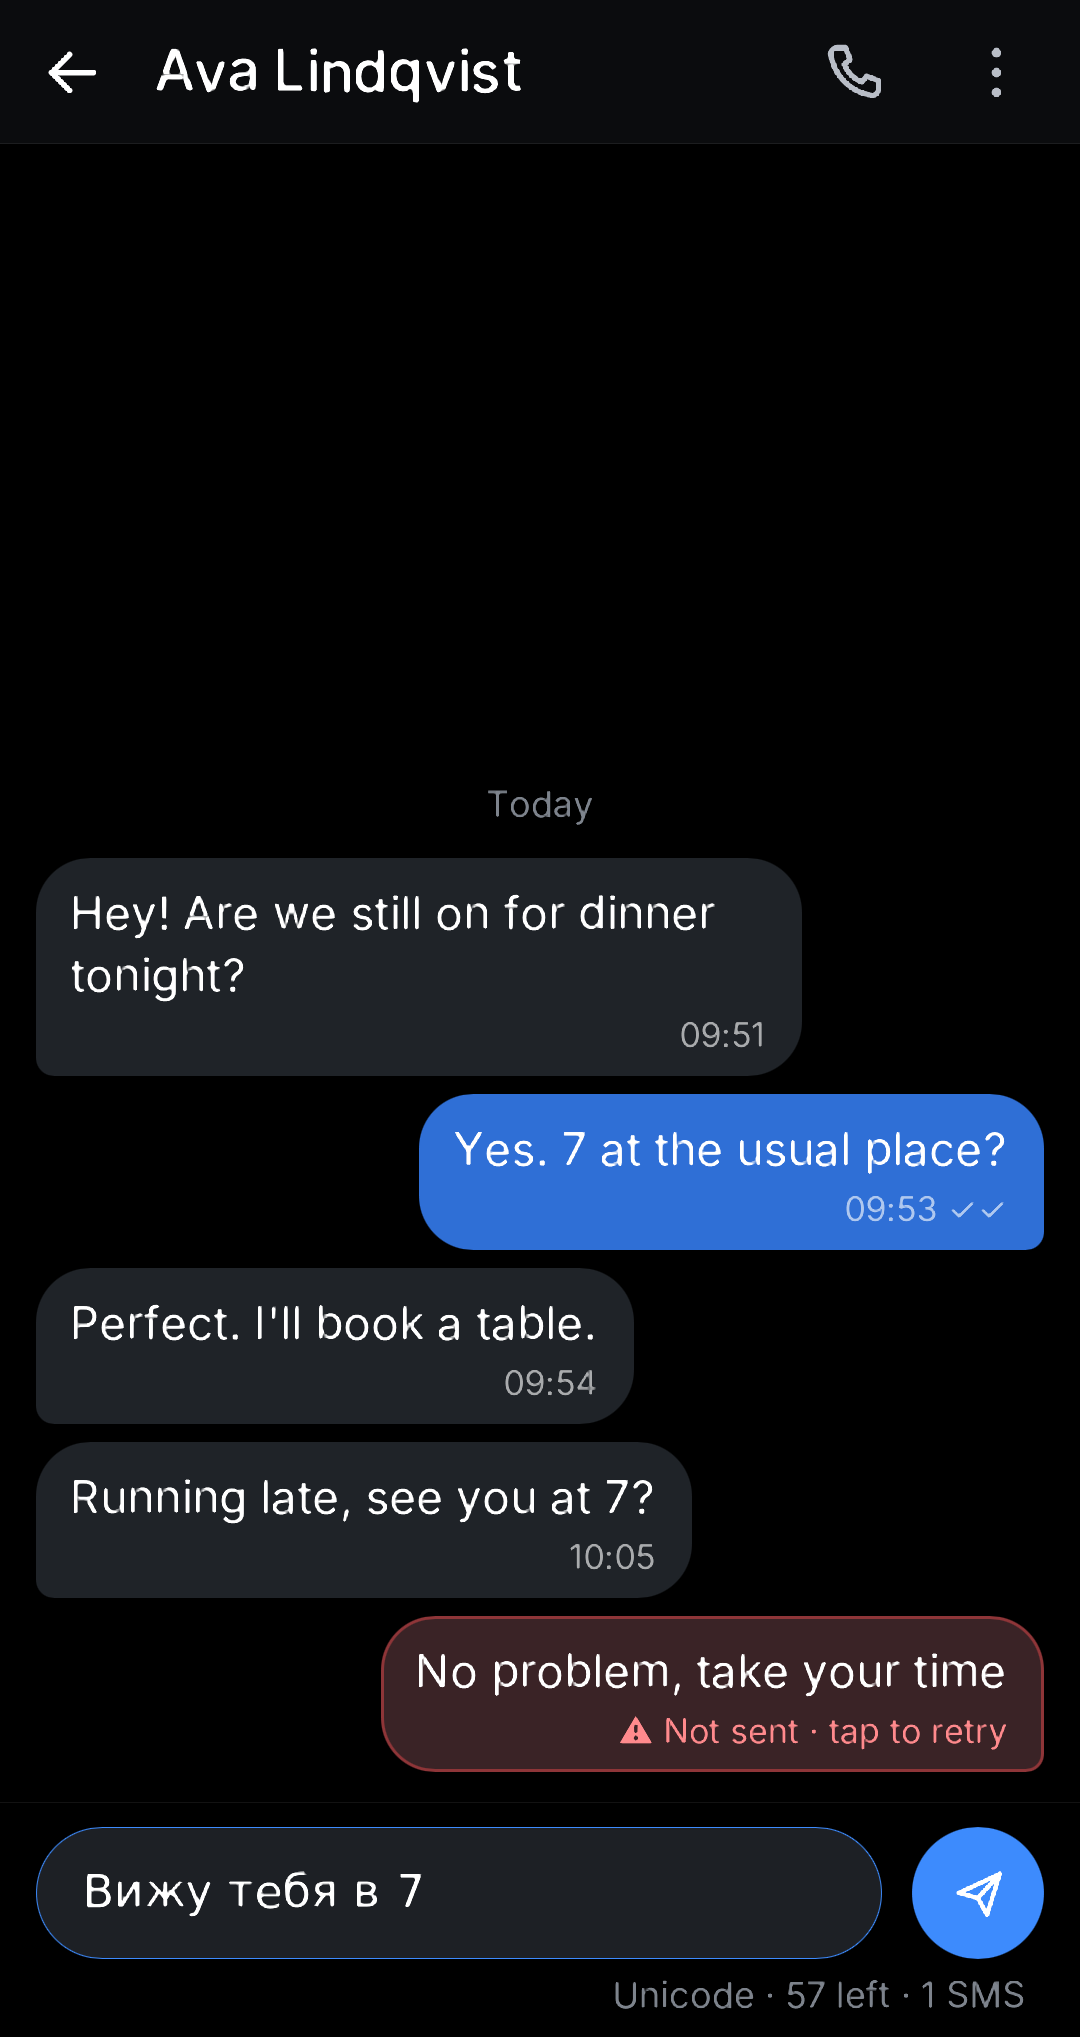 Ava Lindqvist
Today
Hey! Are we still on for dinner
tonight?
09:51
Yes. 7 at the usual place?
09:53
Perfect. I'll book a table.
09:54
Running late, see you at 7?
10:05
No problem, take your time
Not sent · tap to retry
Вижу тебя в 7
Unicode · 57 left · 1 SMS